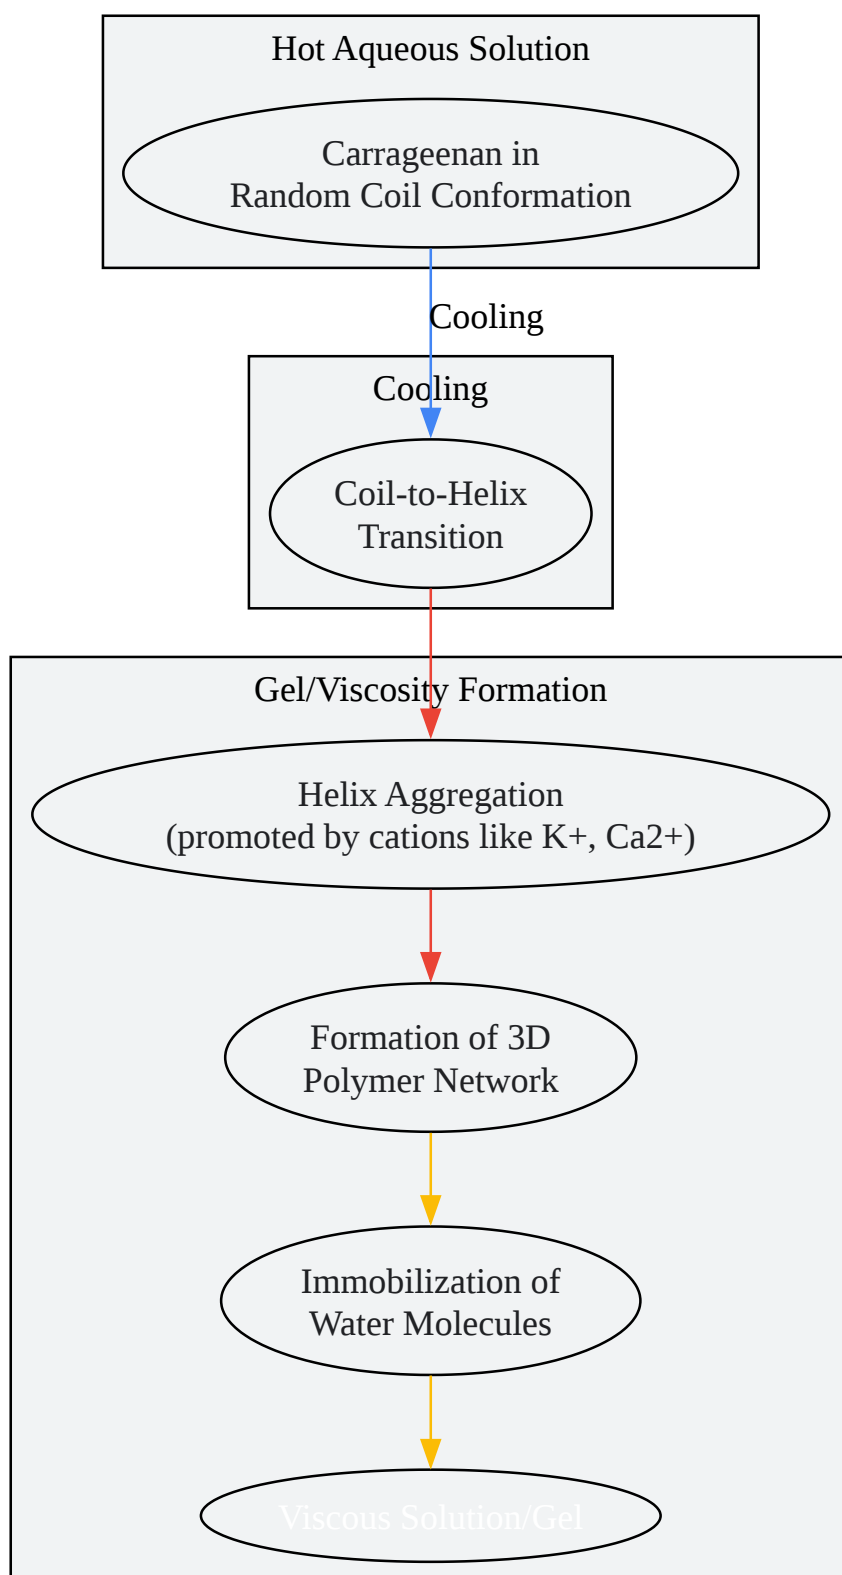 Hot Aqueous Solution
Carrageenan in
Random Coil Conformation
Cooling
Cooling
Coil-to-Helix
Transition
Gel/Viscosity Formation
Helix Aggregation
(promoted by cations like K+, Ca2+)
Formation of 3D
Polymer Network
Immobilization of
Water Molecules
Viscous Solution/Gel